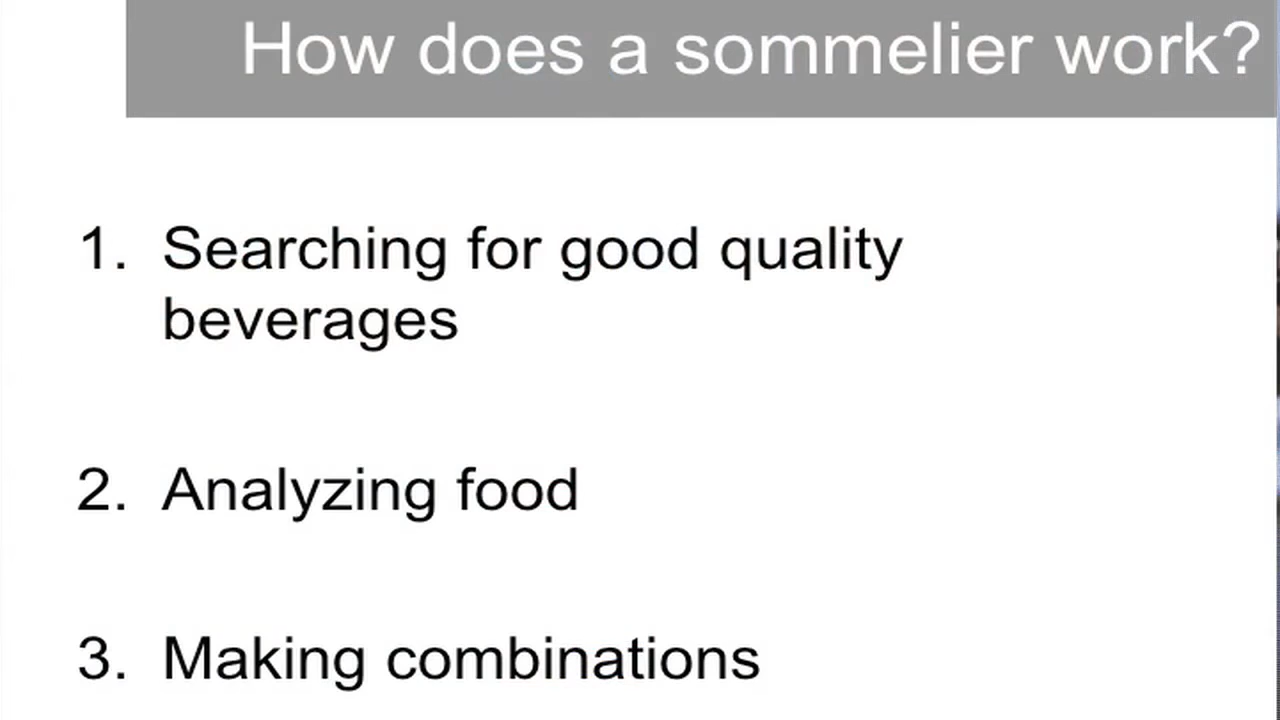 How does a sommelier work?
1. Searching for good quality
beverages
2. Analyzing food
3. Making combinations